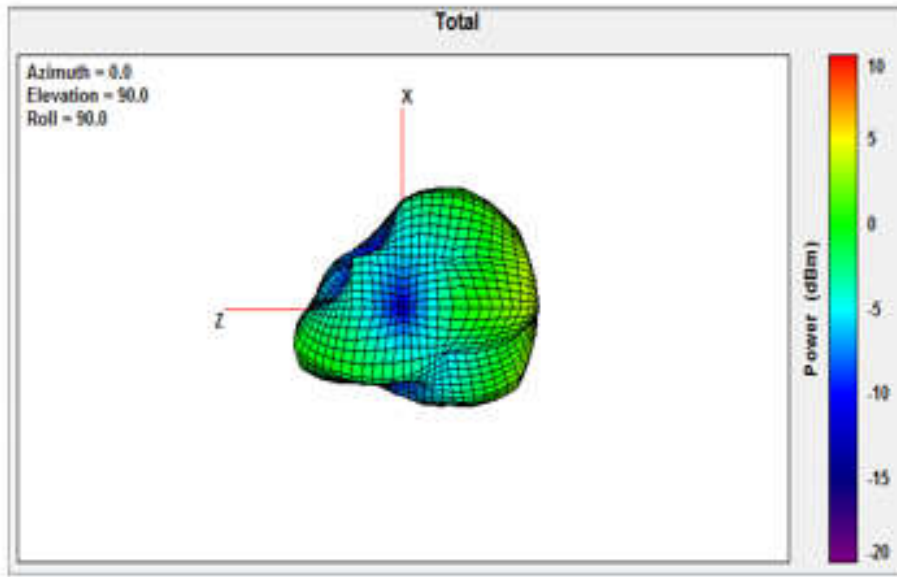 Total
Azimuth = 0.0
Elevation = 90.0
Roll = 90.0
X
Z
Power (dBm)
10
5
0
-5
-10
-15
-20